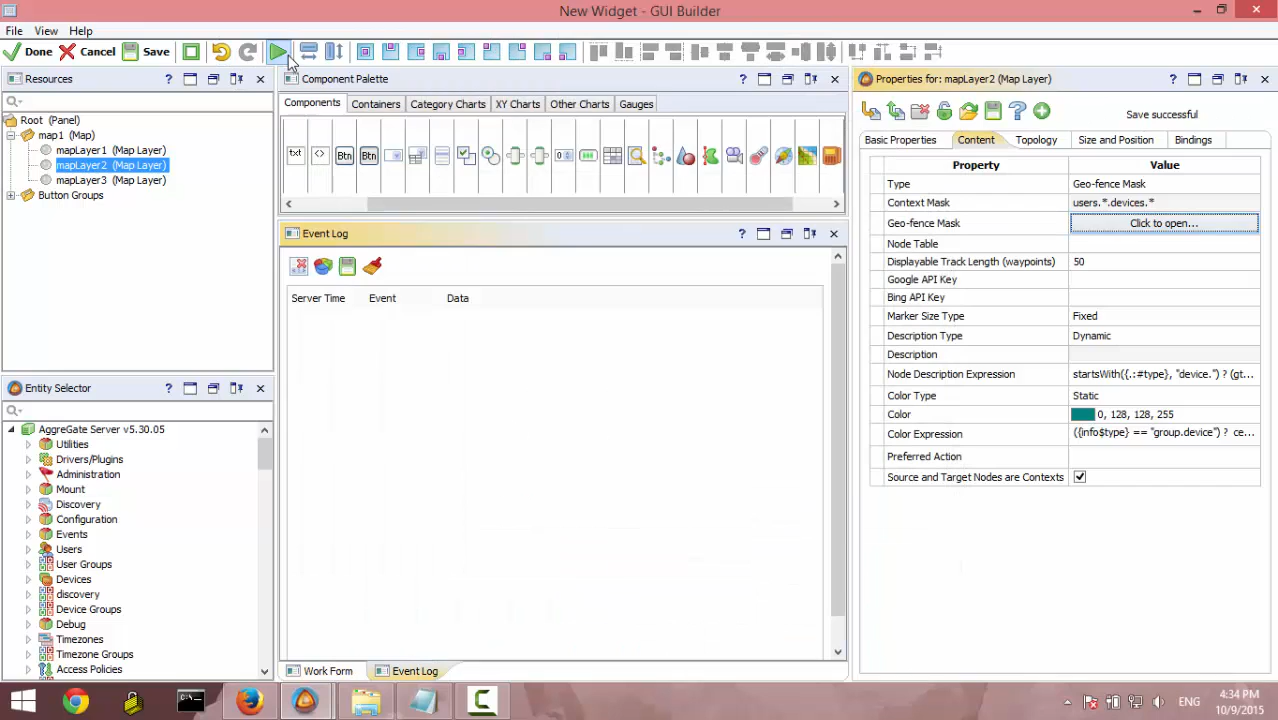 New Widget - GUI Builder
File View Help
Done Cancel Save
Resources
Root (Panel)
map1 (Map)
mapLayer1 (Map Layer)
mapLayer2 (Map Layer)
mapLayer3 (Map Layer)
Button Groups
Entity Selector
AggreGate Server v5.30.05
Utilities
Drivers/Plugins
Administration
Mount
Discovery
Configuration
Events
Users
User Groups
Devices
discovery
Device Groups
Debug
Timezones
Timezone Groups
Access Policies
Component Palette
Components Containers Category Charts XY Charts Other Charts Gauges
txt <> Btn Btn
Event Log
Server Time Event Data
Work Form Event Log
Properties for: mapLayer2 (Map Layer)
Save successful
Basic Properties Content Topology Size and Position Bindings
Property Value
Type Geo-fence Mask
Context Mask users.*.devices.*
Geo-fence Mask Click to open...
Node Table
Displayable Track Length (waypoints) 50
Google API Key
Bing API Key
Marker Size Type Fixed
Description Type Dynamic
Description
Node Description Expression startsWith({.:#type}, "device.") ? (gt...
Color Type Static
Color 0, 128, 128, 255
Color Expression ({info$type} == "group.device") ? ce...
Preferred Action
Source and Target Nodes are Contexts
ENG
4:34 PM
10/9/2015